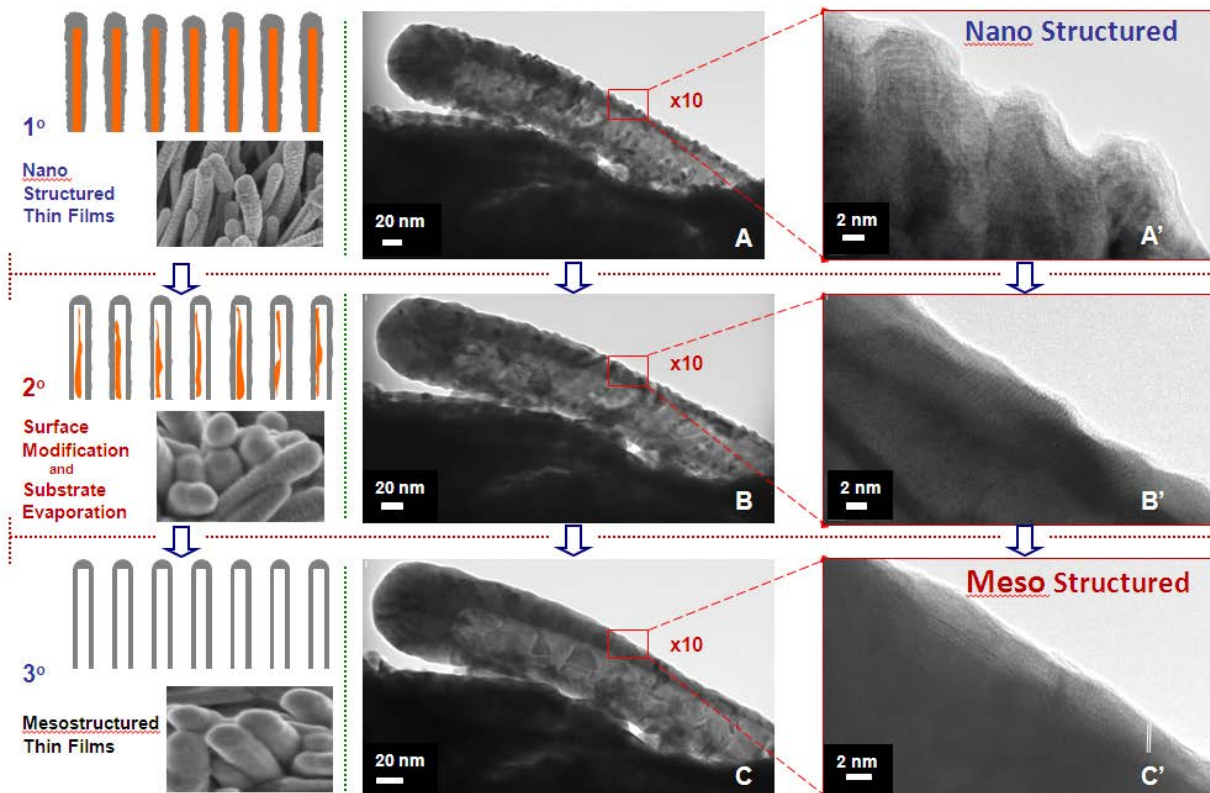 1º
Nano
Structured
Thin Films
x10
20 nm
A
Nano Structured
2 nm
A'
2º
Surface
Modification
and
Substrate
Evaporation
x10
20 nm
B
2 nm
B'
3º
Mesostructured
Thin Films
x10
20 nm
C
Meso Structured
2 nm
C'